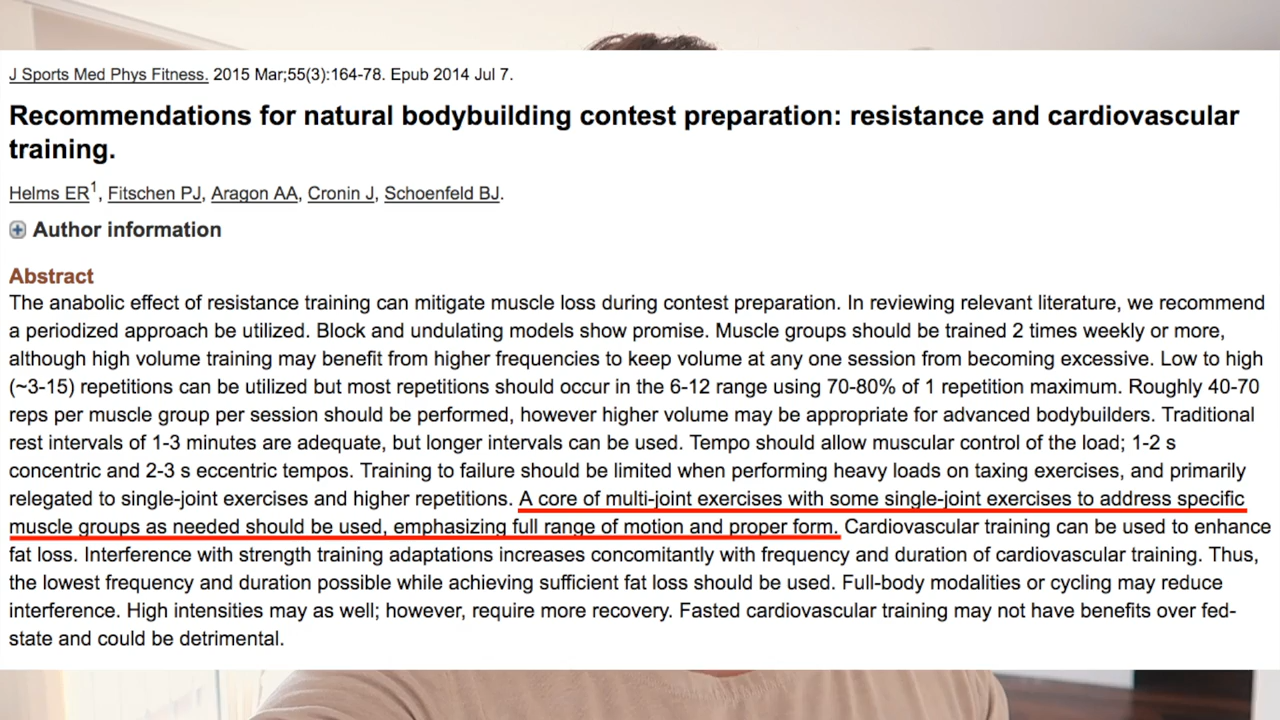 J Sports Med Phys Fitness. 2015 Mar;55(3):164-78. Epub 2014 Jul 7.
Recommendations for natural bodybuilding contest preparation: resistance and cardiovascular
training.
Helms ER1, Fitschen PJ, Aragon AA, Cronin J, Schoenfeld BJ.
Author information
Abstract
The anabolic effect of resistance training can mitigate muscle loss during contest preparation. In reviewing relevant literature, we recommend
a periodized approach be utilized. Block and undulating models show promise. Muscle groups should be trained 2 times weekly or more,
although high volume training may benefit from higher frequencies to keep volume at any one session from becoming excessive. Low to high
(~3-15) repetitions can be utilized but most repetitions should occur in the 6-12 range using 70-80% of 1 repetition maximum. Roughly 40-70
reps per muscle group per session should be performed, however higher volume may be appropriate for advanced bodybuilders. Traditional
rest intervals of 1-3 minutes are adequate, but longer intervals can be used. Tempo should allow muscular control of the load; 1-2 s
concentric and 2-3 s eccentric tempos. Training to failure should be limited when performing heavy loads on taxing exercises, and primarily
relegated to single-joint exercises and higher repetitions. A core of multi-joint exercises with some single-joint exercises to address specific
muscle groups as needed should be used, emphasizing full range of motion and proper form. Cardiovascular training can be used to enhance
fat loss. Interference with strength training adaptations increases concomitantly with frequency and duration of cardiovascular training. Thus,
the lowest frequency and duration possible while achieving sufficient fat loss should be used. Full-body modalities or cycling may reduce
interference. High intensities may as well; however, require more recovery. Fasted cardiovascular training may not have benefits over fed-
state and could be detrimental.